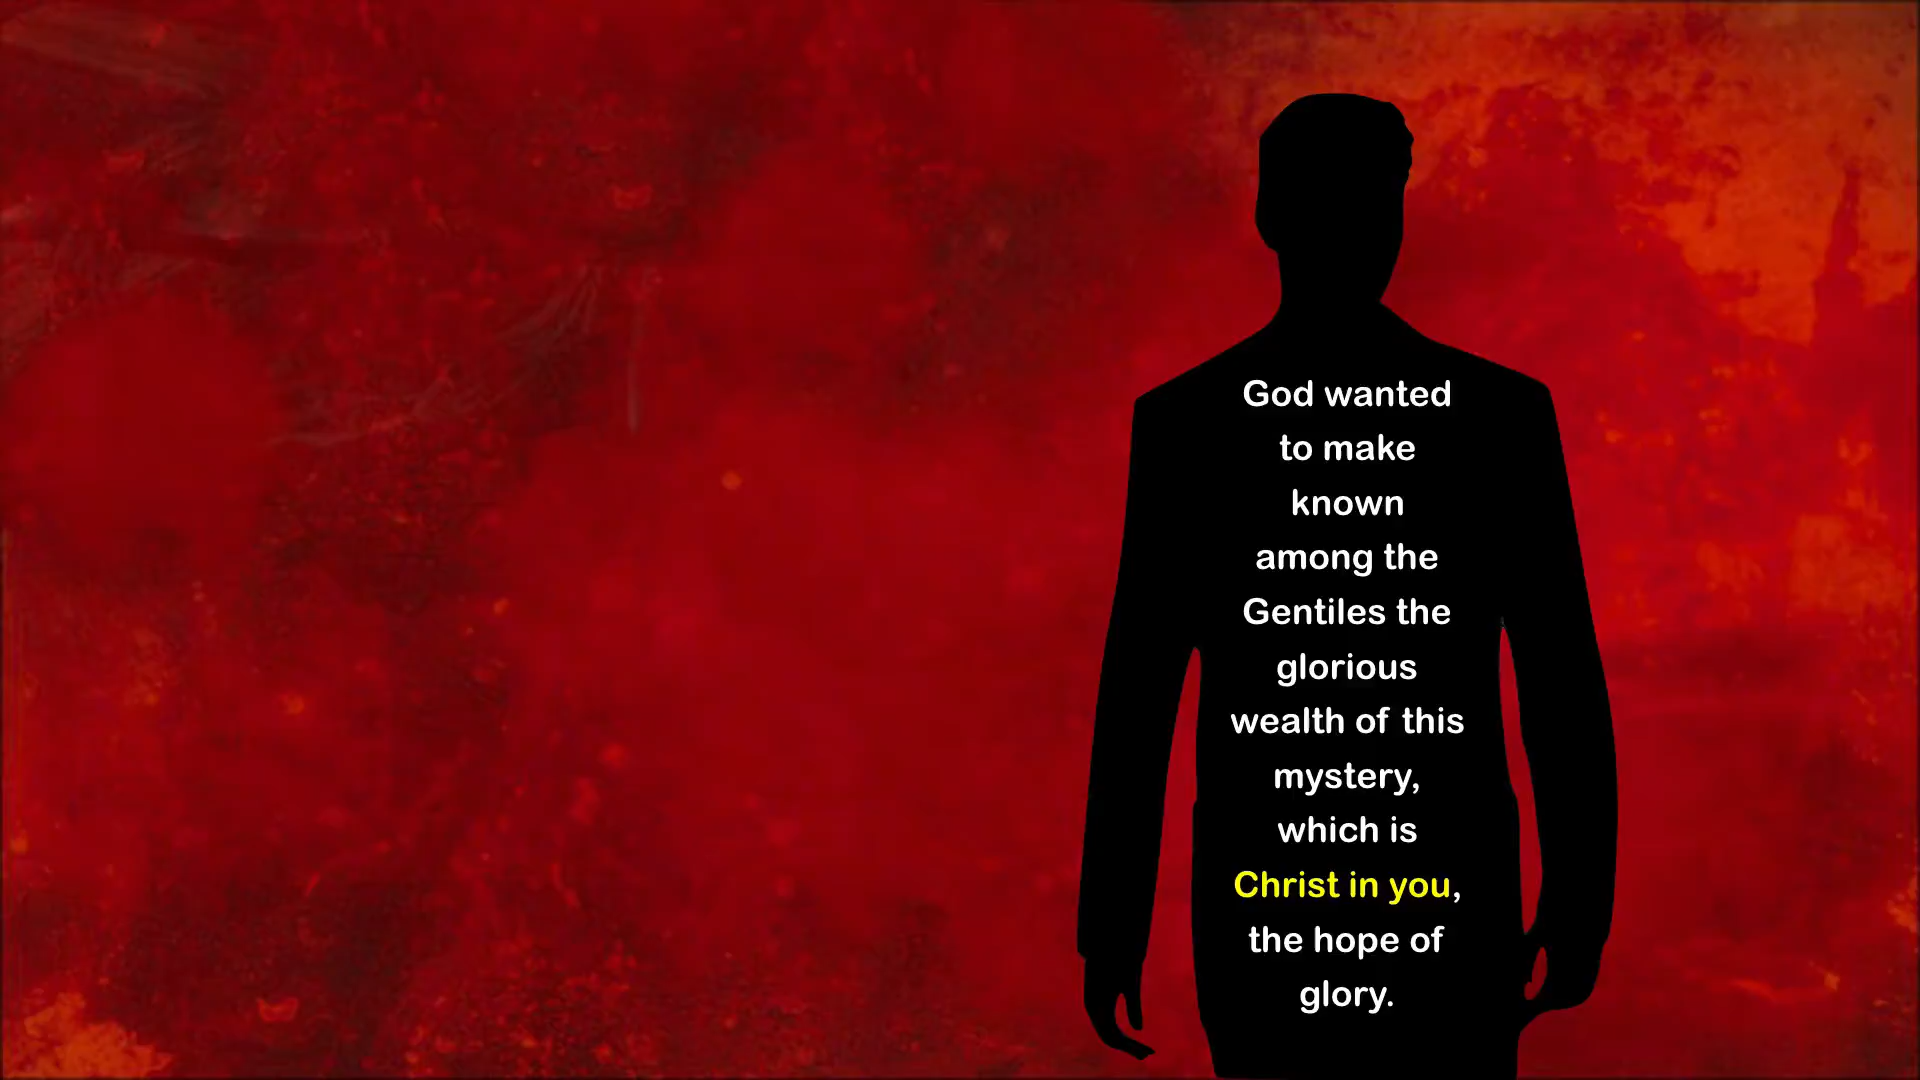 God wanted
to make
known
among the
Gentiles the
glorious
wealth of this
mystery,
which is
Christ in you,
the hope of
glory.